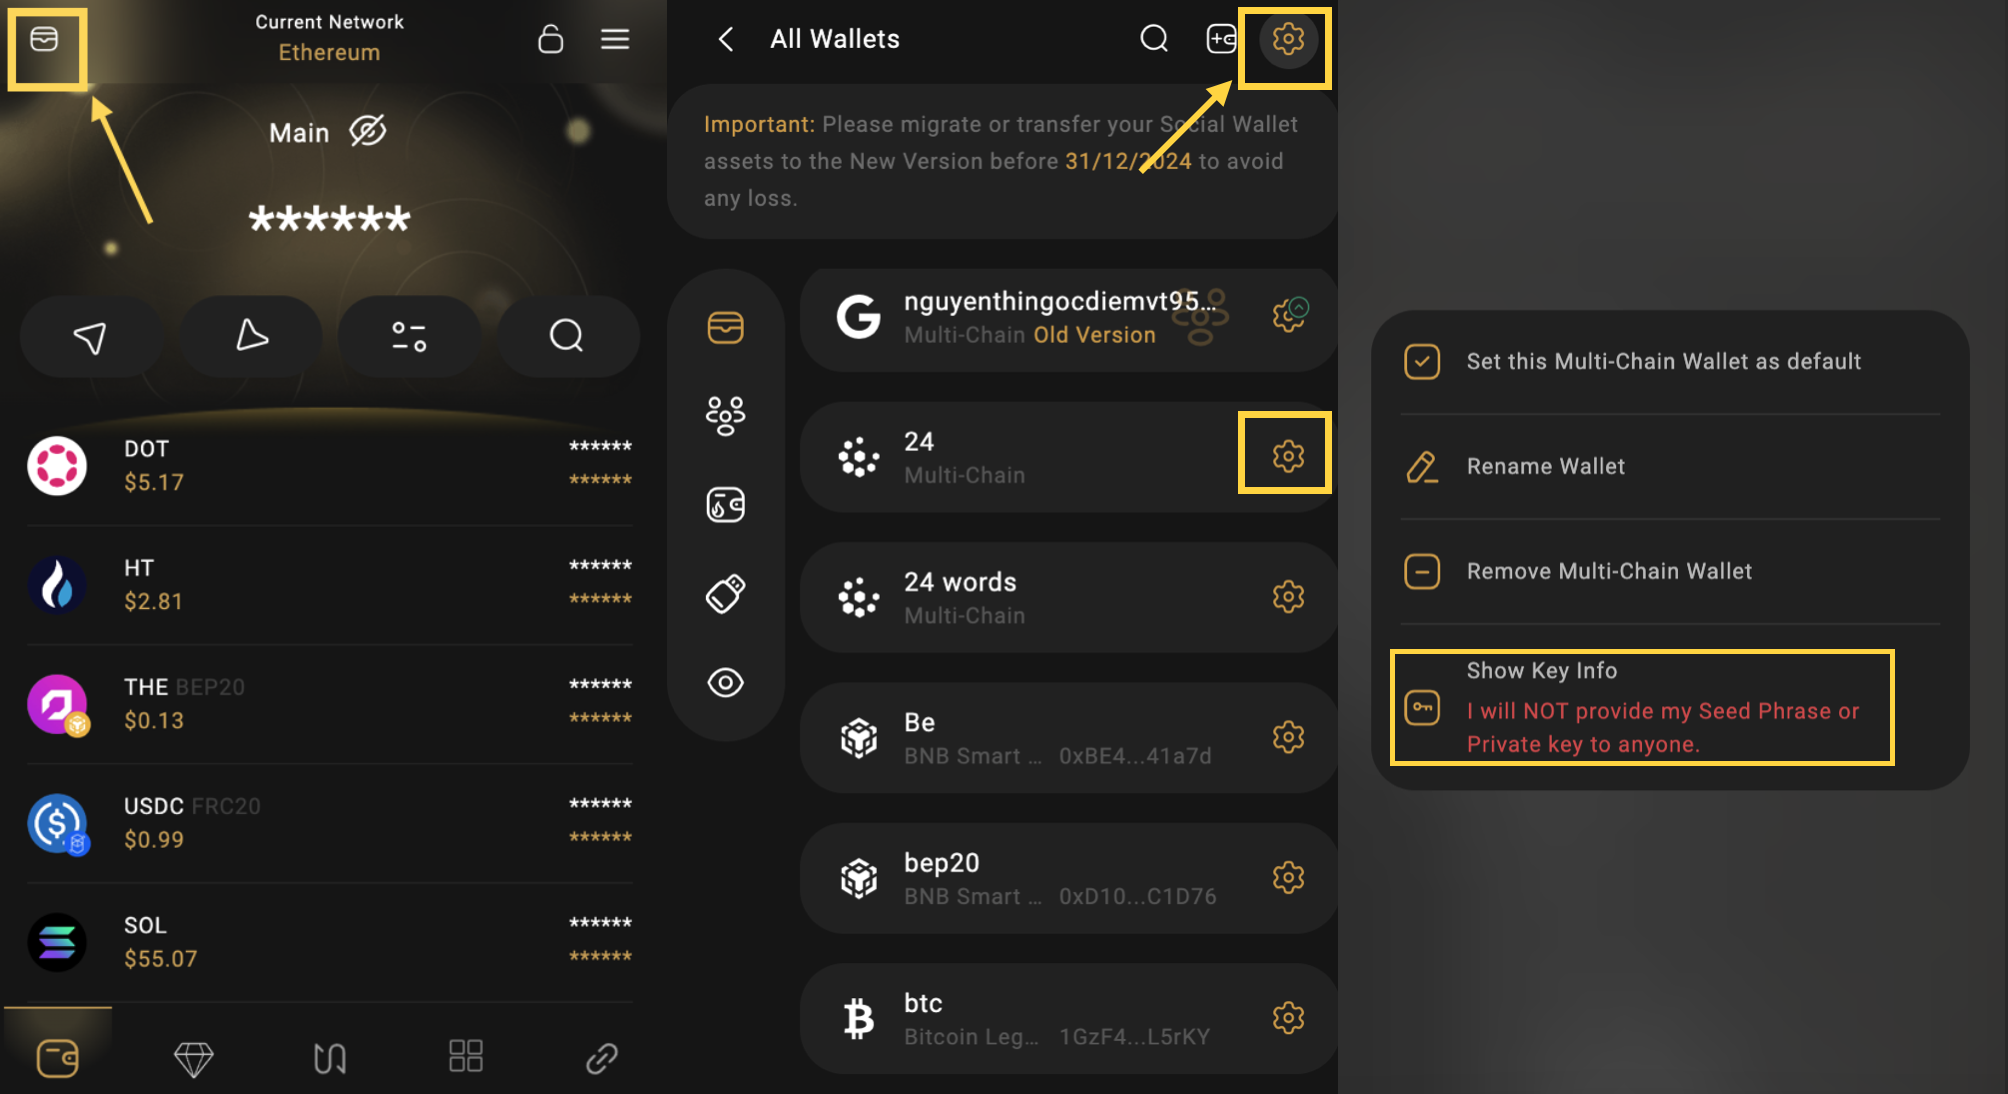 Current Network
Ethereum
Main
******
DOT
$5.17
******
******
HT
$2.81
******
******
THE BEP20
$0.13
******
******
USDC FRC20
$0.99
******
******
SOL
$55.07
******
******
All Wallets
Important: Please migrate or transfer your Social Wallet
assets to the New Version before 31/12/2024 to avoid
any loss.
nguyenthingocdiemvt95...
Multi-Chain Old Version
24
Multi-Chain
24 words
Multi-Chain
Be
BNB Smart ... 0xBE4...41a7d
bep20
BNB Smart ... 0xD10...C1D76
btc
Bitcoin Leg... 1GzF4...L5rKY
Set this Multi-Chain Wallet as default
Rename Wallet
Remove Multi-Chain Wallet
Show Key Info
I will NOT provide my Seed Phrase or
Private key to anyone.